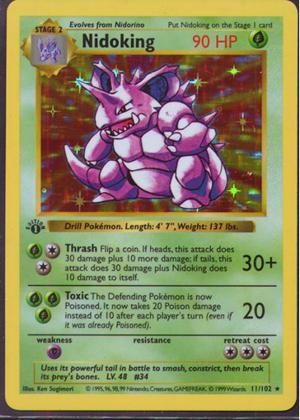 STAGE 2
Evolves from Nidorino
Put Nidoking on the Stage 1 card
Nidoking
90 HP
EDITION
1
Drill Pokémon. Length: 4' 7", Weight: 137 lbs.
Thrash Flip a coin. If heads, this attack does
30 damage plus 10 more damage; if tails, this
attack does 30 damage plus Nidoking does
10 damage to itself.
30+
Toxic The Defending Pokémon is now
Poisoned. It now takes 20 Poison damage
instead of 10 after each player's turn (even if
it was already Poisoned).
20
weakness
resistance
retreat cost
Uses its powerful tail in battle to smash, constrict, then break
its prey's bones. LV. 48 #34
Illus. Ken Sugimori
© 1995, 96, 98, 99 Nintendo, Creatures, GAMEFREAK. © 1999 Wizards.
11/102 ★